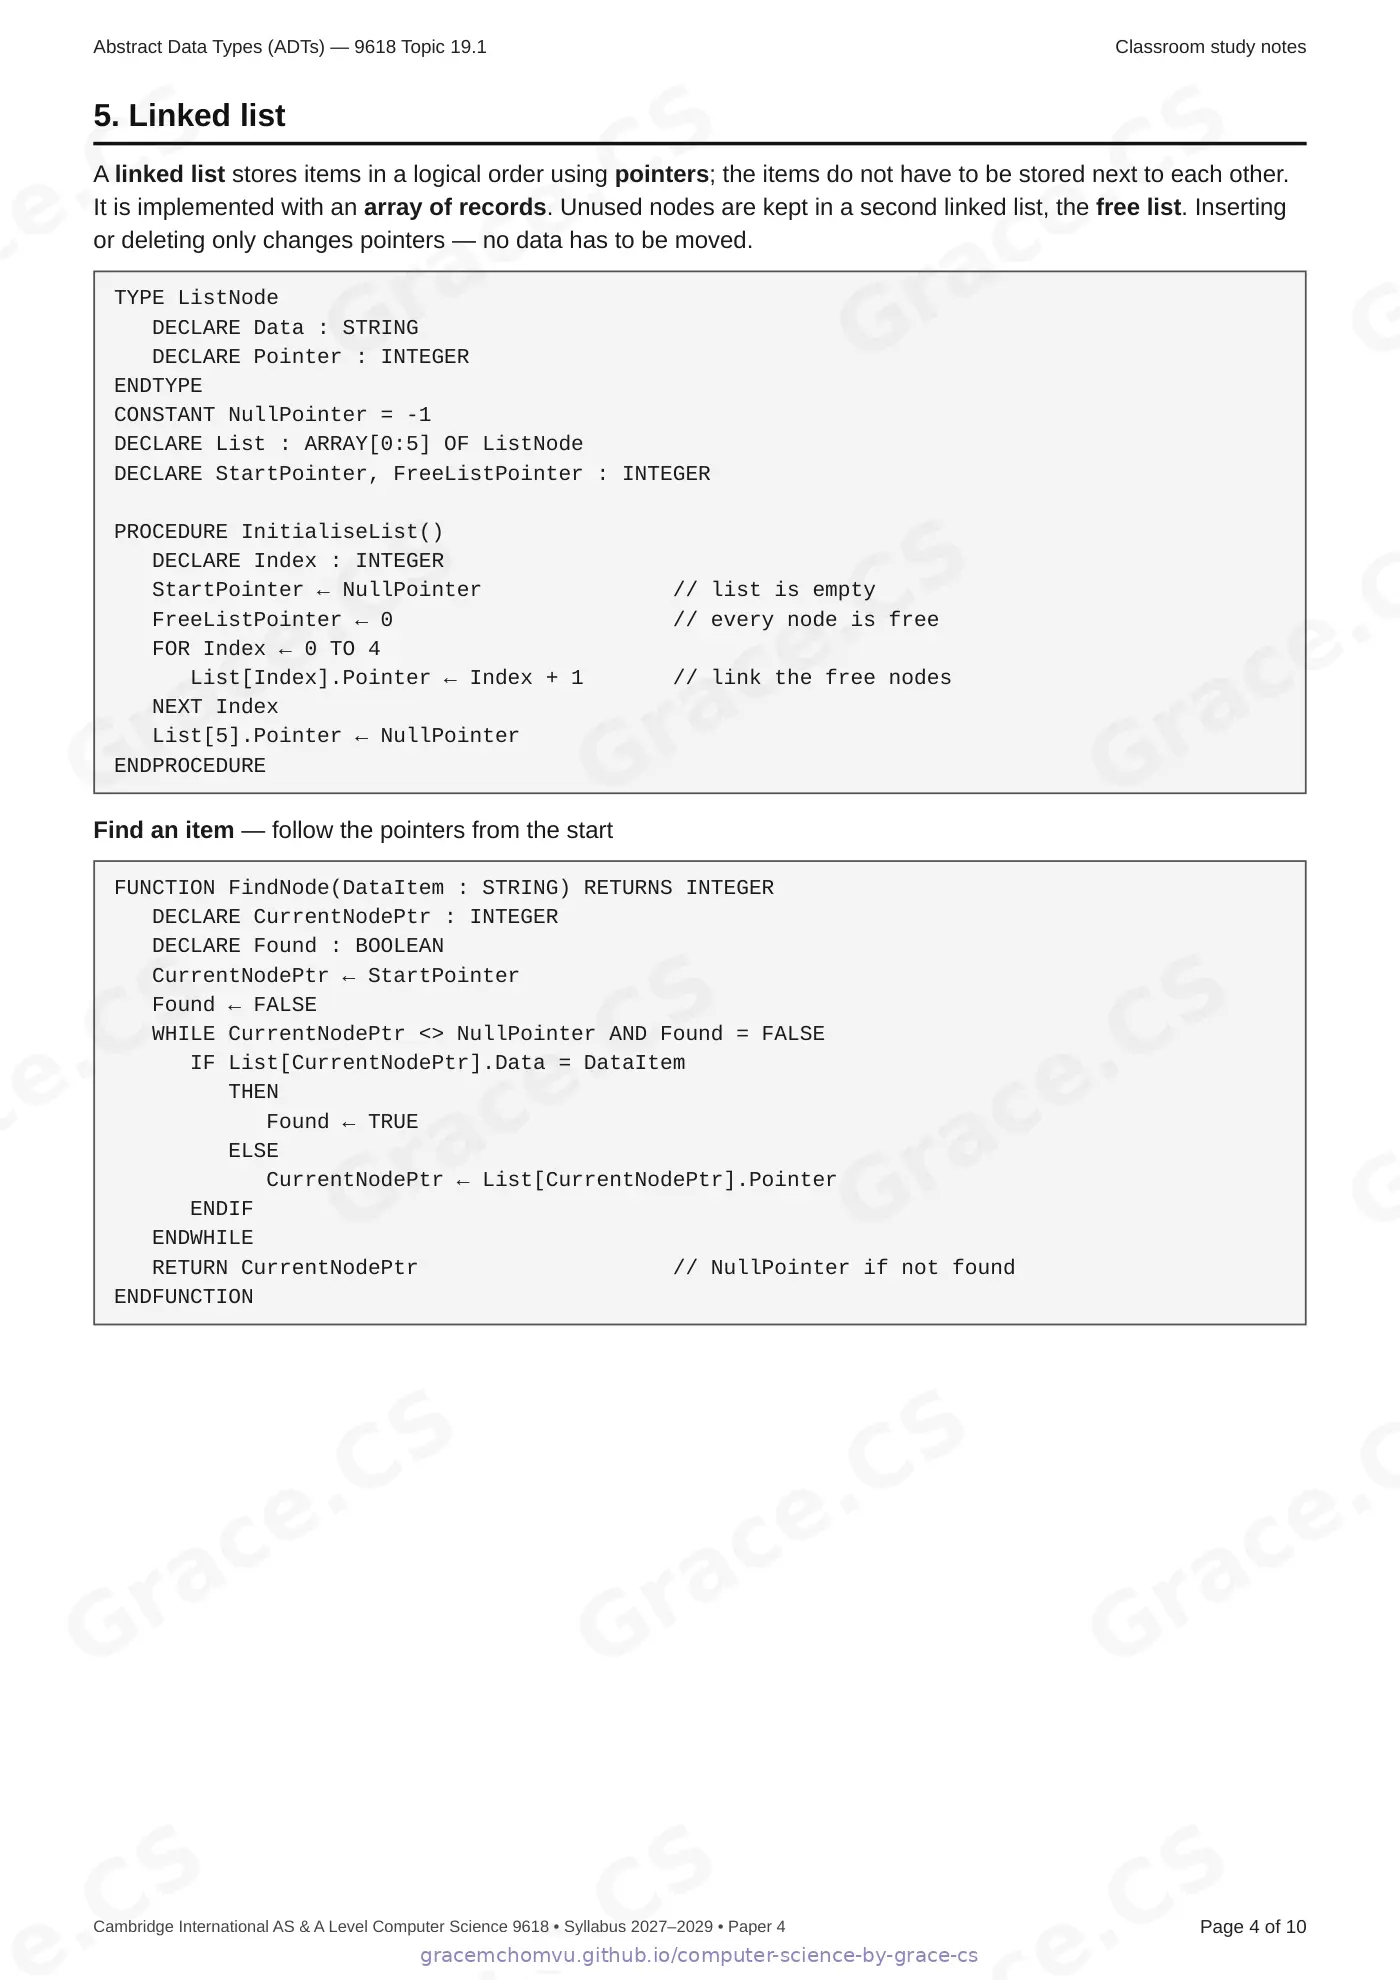 Abstract Data Types (ADTs) — 9618 Topic 19.1
Classroom study notes
5. Linked list
A linked list stores items in a logical order using pointers; the items do not have to be stored next to each other.
It is implemented with an array of records. Unused nodes are kept in a second linked list, the free list. Inserting
or deleting only changes pointers — no data has to be moved.
TYPE ListNode
   DECLARE Data : STRING
   DECLARE Pointer : INTEGER
ENDTYPE
CONSTANT NullPointer = -1
DECLARE List : ARRAY[0:5] OF ListNode
DECLARE StartPointer, FreeListPointer : INTEGER

PROCEDURE InitialiseList()
   DECLARE Index : INTEGER
   StartPointer ← NullPointer               // list is empty
   FreeListPointer ← 0                      // every node is free
   FOR Index ← 0 TO 4
      List[Index].Pointer ← Index + 1       // link the free nodes
   NEXT Index
   List[5].Pointer ← NullPointer
ENDPROCEDURE
Find an item — follow the pointers from the start
FUNCTION FindNode(DataItem : STRING) RETURNS INTEGER
   DECLARE CurrentNodePtr : INTEGER
   DECLARE Found : BOOLEAN
   CurrentNodePtr ← StartPointer
   Found ← FALSE
   WHILE CurrentNodePtr <> NullPointer AND Found = FALSE
      IF List[CurrentNodePtr].Data = DataItem
         THEN
            Found ← TRUE
         ELSE
            CurrentNodePtr ← List[CurrentNodePtr].Pointer
      ENDIF
   ENDWHILE
   RETURN CurrentNodePtr                    // NullPointer if not found
ENDFUNCTION
Cambridge International AS & A Level Computer Science 9618 • Syllabus 2027–2029 • Paper 4
Page 4 of 10
gracemchomvu.github.io/computer-science-by-grace-cs
Grace.CS